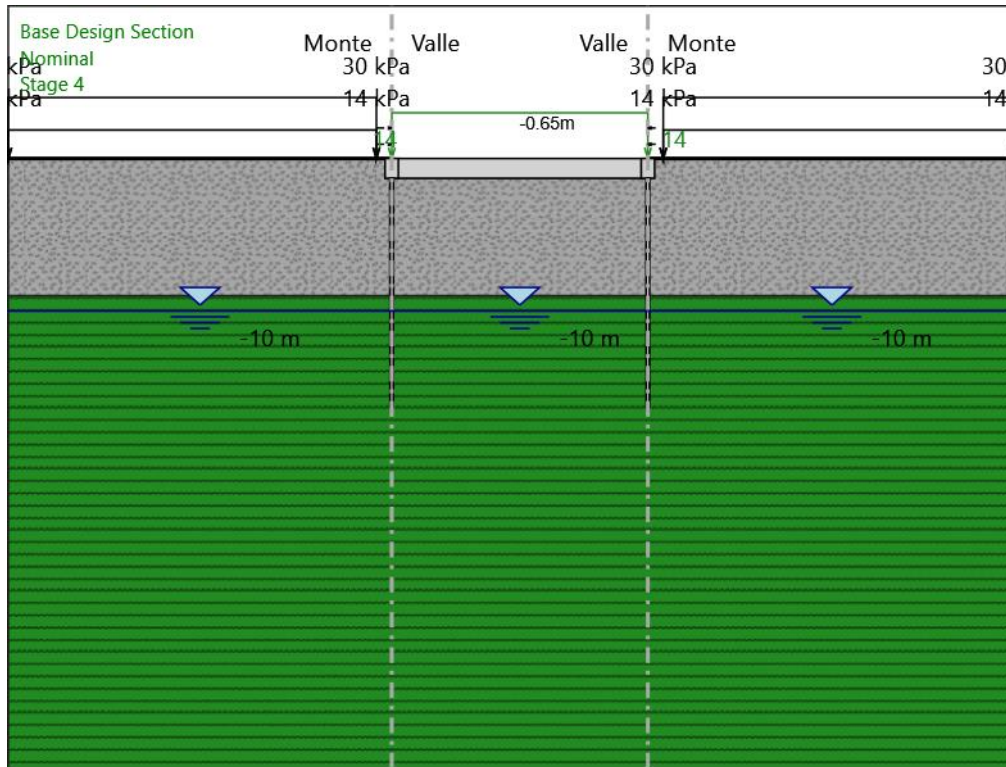 Base Design Section
Nominal
Stage 4
Monte Valle Valle Monte
kPa 30 kPa 30 kPa 30
kPa 14 kPa 14 kPa 14
-0.65m
14 14
-10 m -10 m -10 m